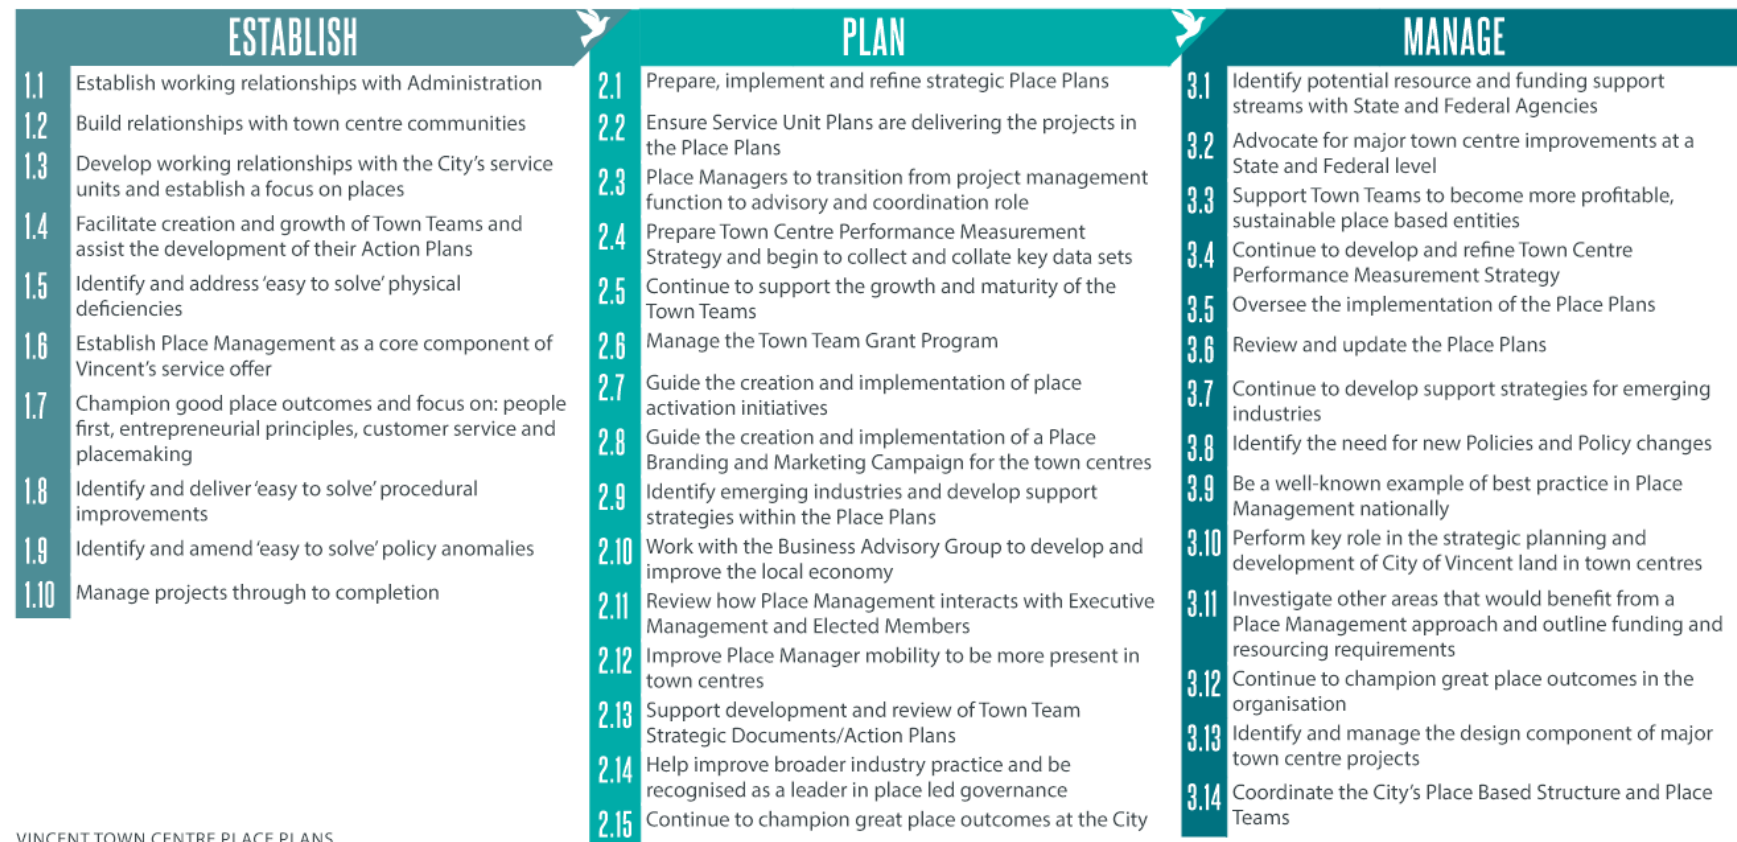 ESTABLISH
1.1 Establish working relationships with Administration
1.2 Build relationships with town centre communities
1.3 Develop working relationships with the City's service
units and establish a focus on places
1.4 Facilitate creation and growth of Town Teams and
assist the development of their Action Plans
1.5 Identify and address 'easy to solve' physical
deficiencies
1.6 Establish Place Management as a core component of
Vincent's service offer
1.7 Champion good place outcomes and focus on: people
first, entrepreneurial principles, customer service and
placemaking
1.8 Identify and deliver 'easy to solve' procedural
improvements
1.9 Identify and amend 'easy to solve' policy anomalies
1.10 Manage projects through to completion
PLAN
2.1 Prepare, implement and refine strategic Place Plans
2.2 Ensure Service Unit Plans are delivering the projects in
the Place Plans
2.3 Place Managers to transition from project management
function to advisory and coordination role
2.4 Prepare Town Centre Performance Measurement
Strategy and begin to collect and collate key data sets
2.5 Continue to support the growth and maturity of the
Town Teams
2.6 Manage the Town Team Grant Program
2.7 Guide the creation and implementation of place
activation initiatives
2.8 Guide the creation and implementation of a Place
Branding and Marketing Campaign for the town centres
2.9 Identify emerging industries and develop support
strategies within the Place Plans
2.10 Work with the Business Advisory Group to develop and
improve the local economy
2.11 Review how Place Management interacts with Executive
Management and Elected Members
2.12 Improve Place Manager mobility to be more present in
town centres
2.13 Support development and review of Town Team
Strategic Documents/Action Plans
2.14 Help improve broader industry practice and be
recognised as a leader in place led governance
2.15 Continue to champion great place outcomes at the City
MANAGE
3.1 Identify potential resource and funding support
streams with State and Federal Agencies
3.2 Advocate for major town centre improvements at a
State and Federal level
3.3 Support Town Teams to become more profitable,
sustainable place based entities
3.4 Continue to develop and refine Town Centre
Performance Measurement Strategy
3.5 Oversee the implementation of the Place Plans
3.6 Review and update the Place Plans
3.7 Continue to develop support strategies for emerging
industries
3.8 Identify the need for new Policies and Policy changes
3.9 Be a well-known example of best practice in Place
Management nationally
3.10 Perform key role in the strategic planning and
development of City of Vincent land in town centres
3.11 Investigate other areas that would benefit from a
Place Management approach and outline funding and
resourcing requirements
3.12 Continue to champion great place outcomes in the
organisation
3.13 Identify and manage the design component of major
town centre projects
3.14 Coordinate the City's Place Based Structure and Place
Teams
VINCENT TOWN CENTRE PLACE PLANS